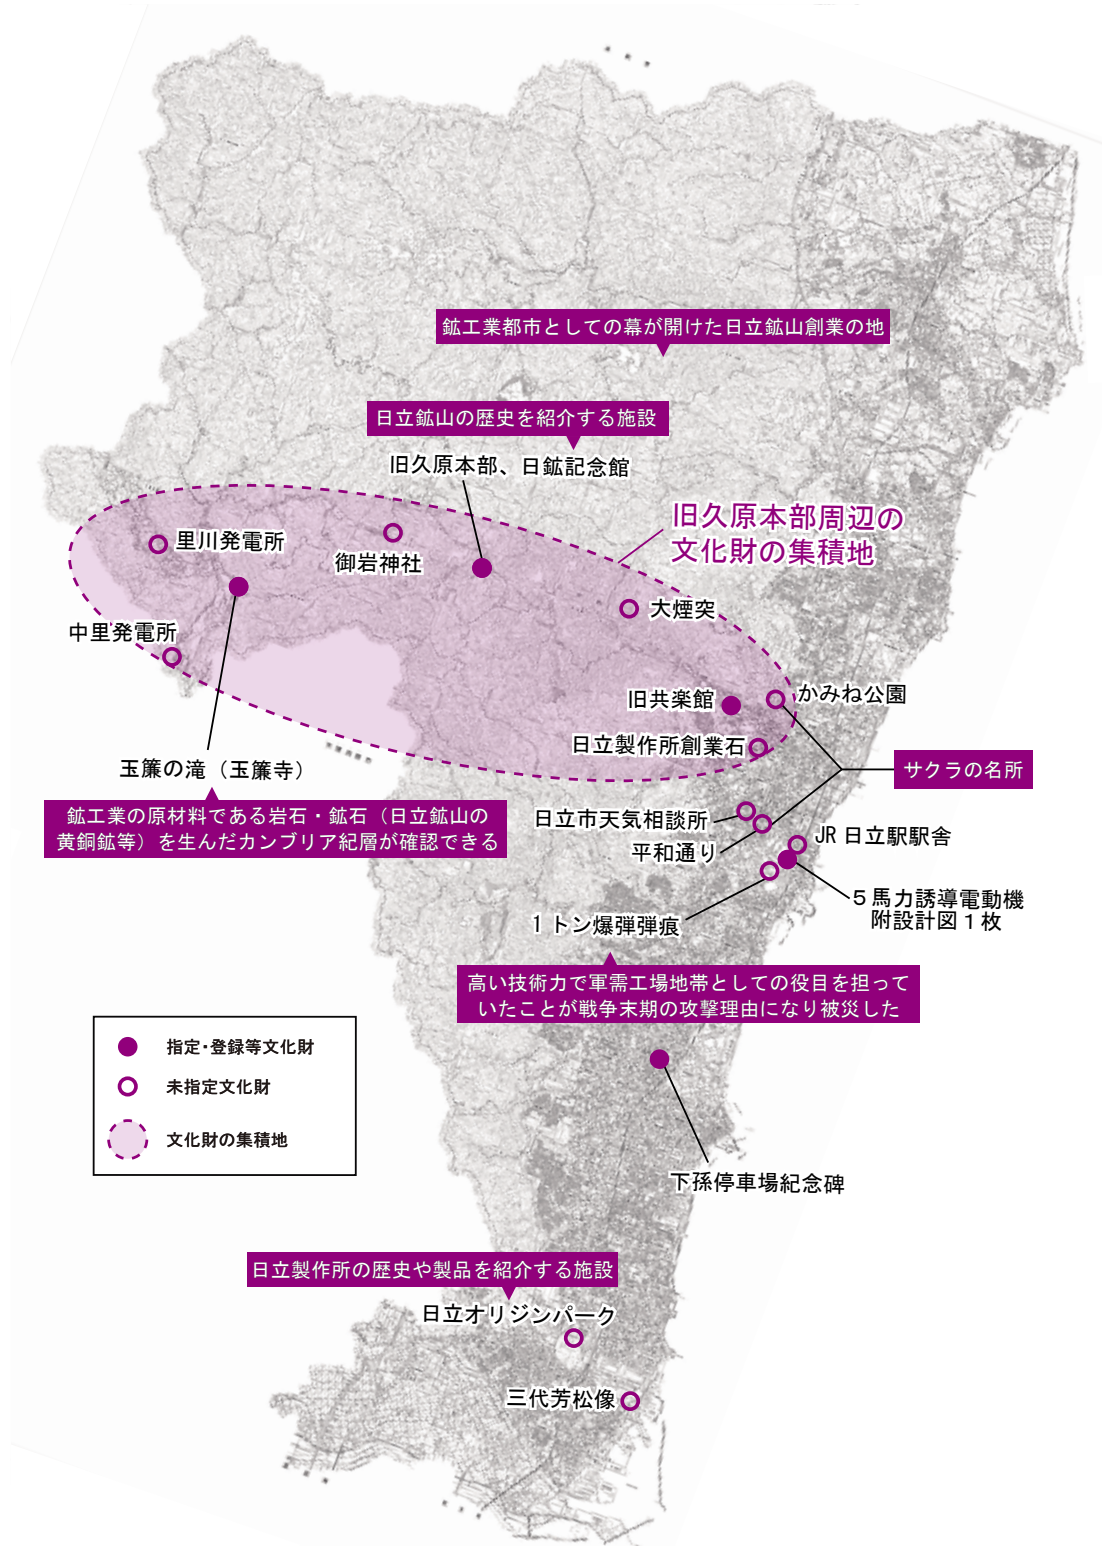 鉱工業都市としての幕が開けた日立鉱山創業の地
日立鉱山の歴史を紹介する施設
旧久原本部、日鉱記念館
旧久原本部周辺の
文化財の集積地
里川発電所
御岩神社
大煙突
中里発電所
旧共楽館
かみね公園
日立製作所創業石
玉簾の滝（玉簾寺）
サクラの名所
鉱工業の原材料である岩石・鉱石（日立鉱山の
黄銅鉱等）を生んだカンブリア紀層が確認できる
日立市天気相談所
平和通り
JR 日立駅駅舎
5 馬力誘導電動機
附設計図 1 枚
1 トン爆弾弾痕
高い技術力で軍需工場地帯としての役目を担って
いたことが戦争末期の攻撃理由になり被災した
指定・登録等文化財
未指定文化財
文化財の集積地
下孫停車場紀念碑
日立製作所の歴史や製品を紹介する施設
日立オリジンパーク
三代芳松像